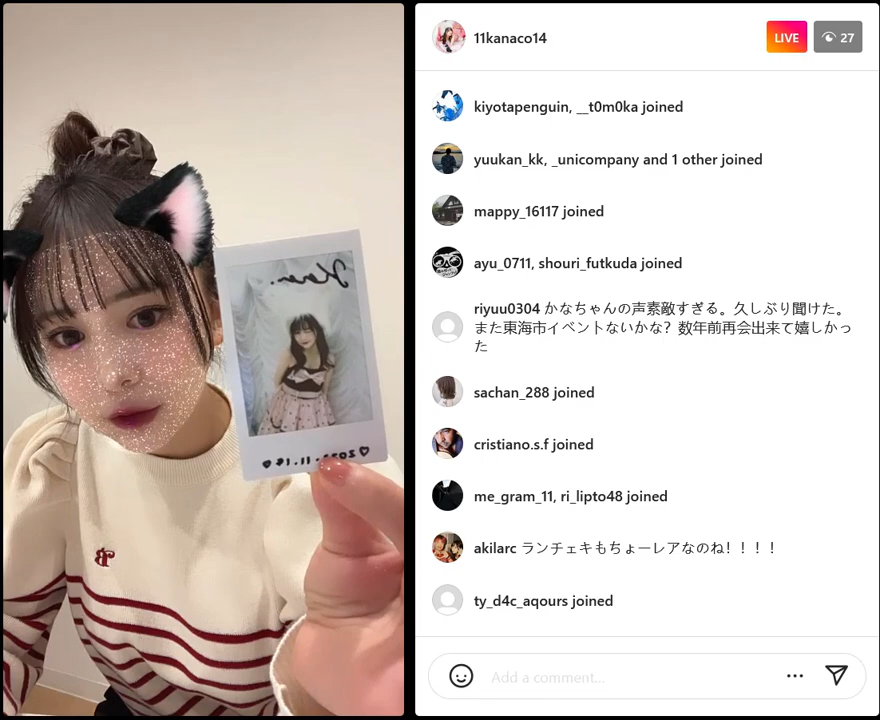 11kanaco14
LIVE
27
kiyotapenguin, __t0m0ka joined
yuukan_kk, _unicompany and 1 other joined
mappy_16117 joined
ayu_0711, shouri_futkuda joined
riyuu0304 かなちゃんの声素敵すぎる。久しぶり聞けた。
また東海市イベントないかな？数年前再会出来て嬉しかっ
た
sachan_288 joined
cristiano.s.f joined
me_gram_11, ri_lipto48 joined
akilarc ランチェキもちょーレアなのね！！！！
ty_d4c_aqours joined
Add a comment...